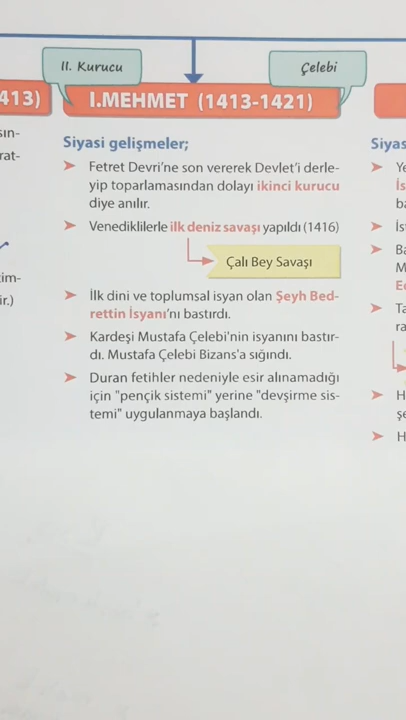 II. Kurucu
Çelebi
413)
I.MEHMET (1413-1421)
Siyasi gelişmeler;
➤ Fetret Devri'ne son vererek Devlet'i derle-
yip toparlamasından dolayı ikinci kurucu
diye anılır.
➤ Venediklilerle ilk deniz savaşı yapıldı (1416)
Çalı Bey Savaşı
➤ İlk dini ve toplumsal isyan olan Şeyh Bed-
rettin İsyanı'nı bastırdı.
➤ Kardeşi Mustafa Çelebi'nin isyanını bastır-
dı. Mustafa Çelebi Bizans'a sığındı.
➤ Duran fetihler nedeniyle esir alınamadığı
için "pençik sistemi" yerine "devşirme sis-
temi" uygulanmaya başlandı.
Siyas